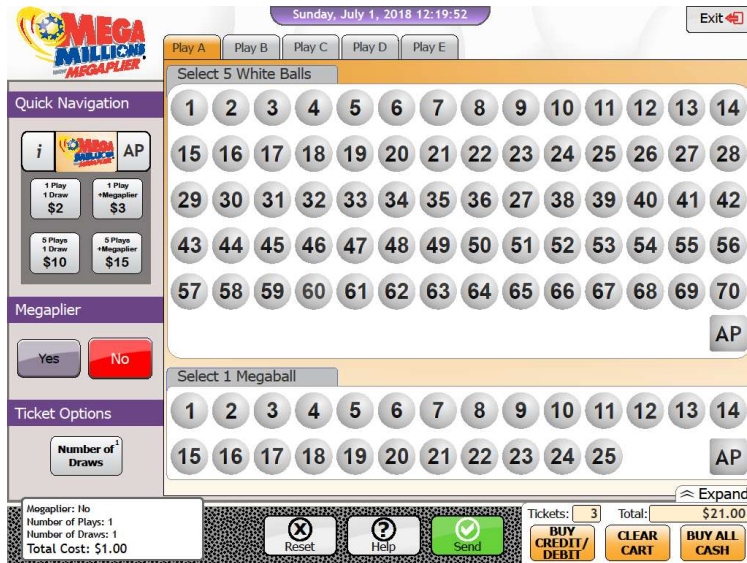 Sunday, July 1, 2018 12:19:52
Exit
MEGA
MILLIONS
WITH MEGAPLIER
Play A Play B Play C Play D Play E
Select 5 White Balls
1 2 3 4 5 6 7 8 9 10 11 12 13 14
15 16 17 18 19 20 21 22 23 24 25 26 27 28
29 30 31 32 33 34 35 36 27 38 39 40 41 42
43 44 45 46 47 48 49 50 51 52 53 54 55 56
57 58 59 60 61 62 63 64 65 66 67 68 69 70
AP
Select 1 Megaball
1 2 3 4 5 6 7 8 9 10 11 12 13 14
15 16 17 18 19 20 21 22 23 24 25 AP
Expand
Quick Navigation
i MEGA MILLIONS AP
1 Play
1 Draw
$2
1 Play
+Megaplier
$3
5 Plays
1 Draw
$10
5 Plays
+Megaplier
$15
Megaplier
Yes No
Ticket Options
Number of 1
Draws
Megaplier: No
Number of Plays: 1
Number of Draws: 1
Total Cost: $1.00
Reset
? Help
Send
Tickets: 3 Total: $21.00
BUY
CREDIT/
DEBIT
CLEAR
CART
BUY ALL
CASH